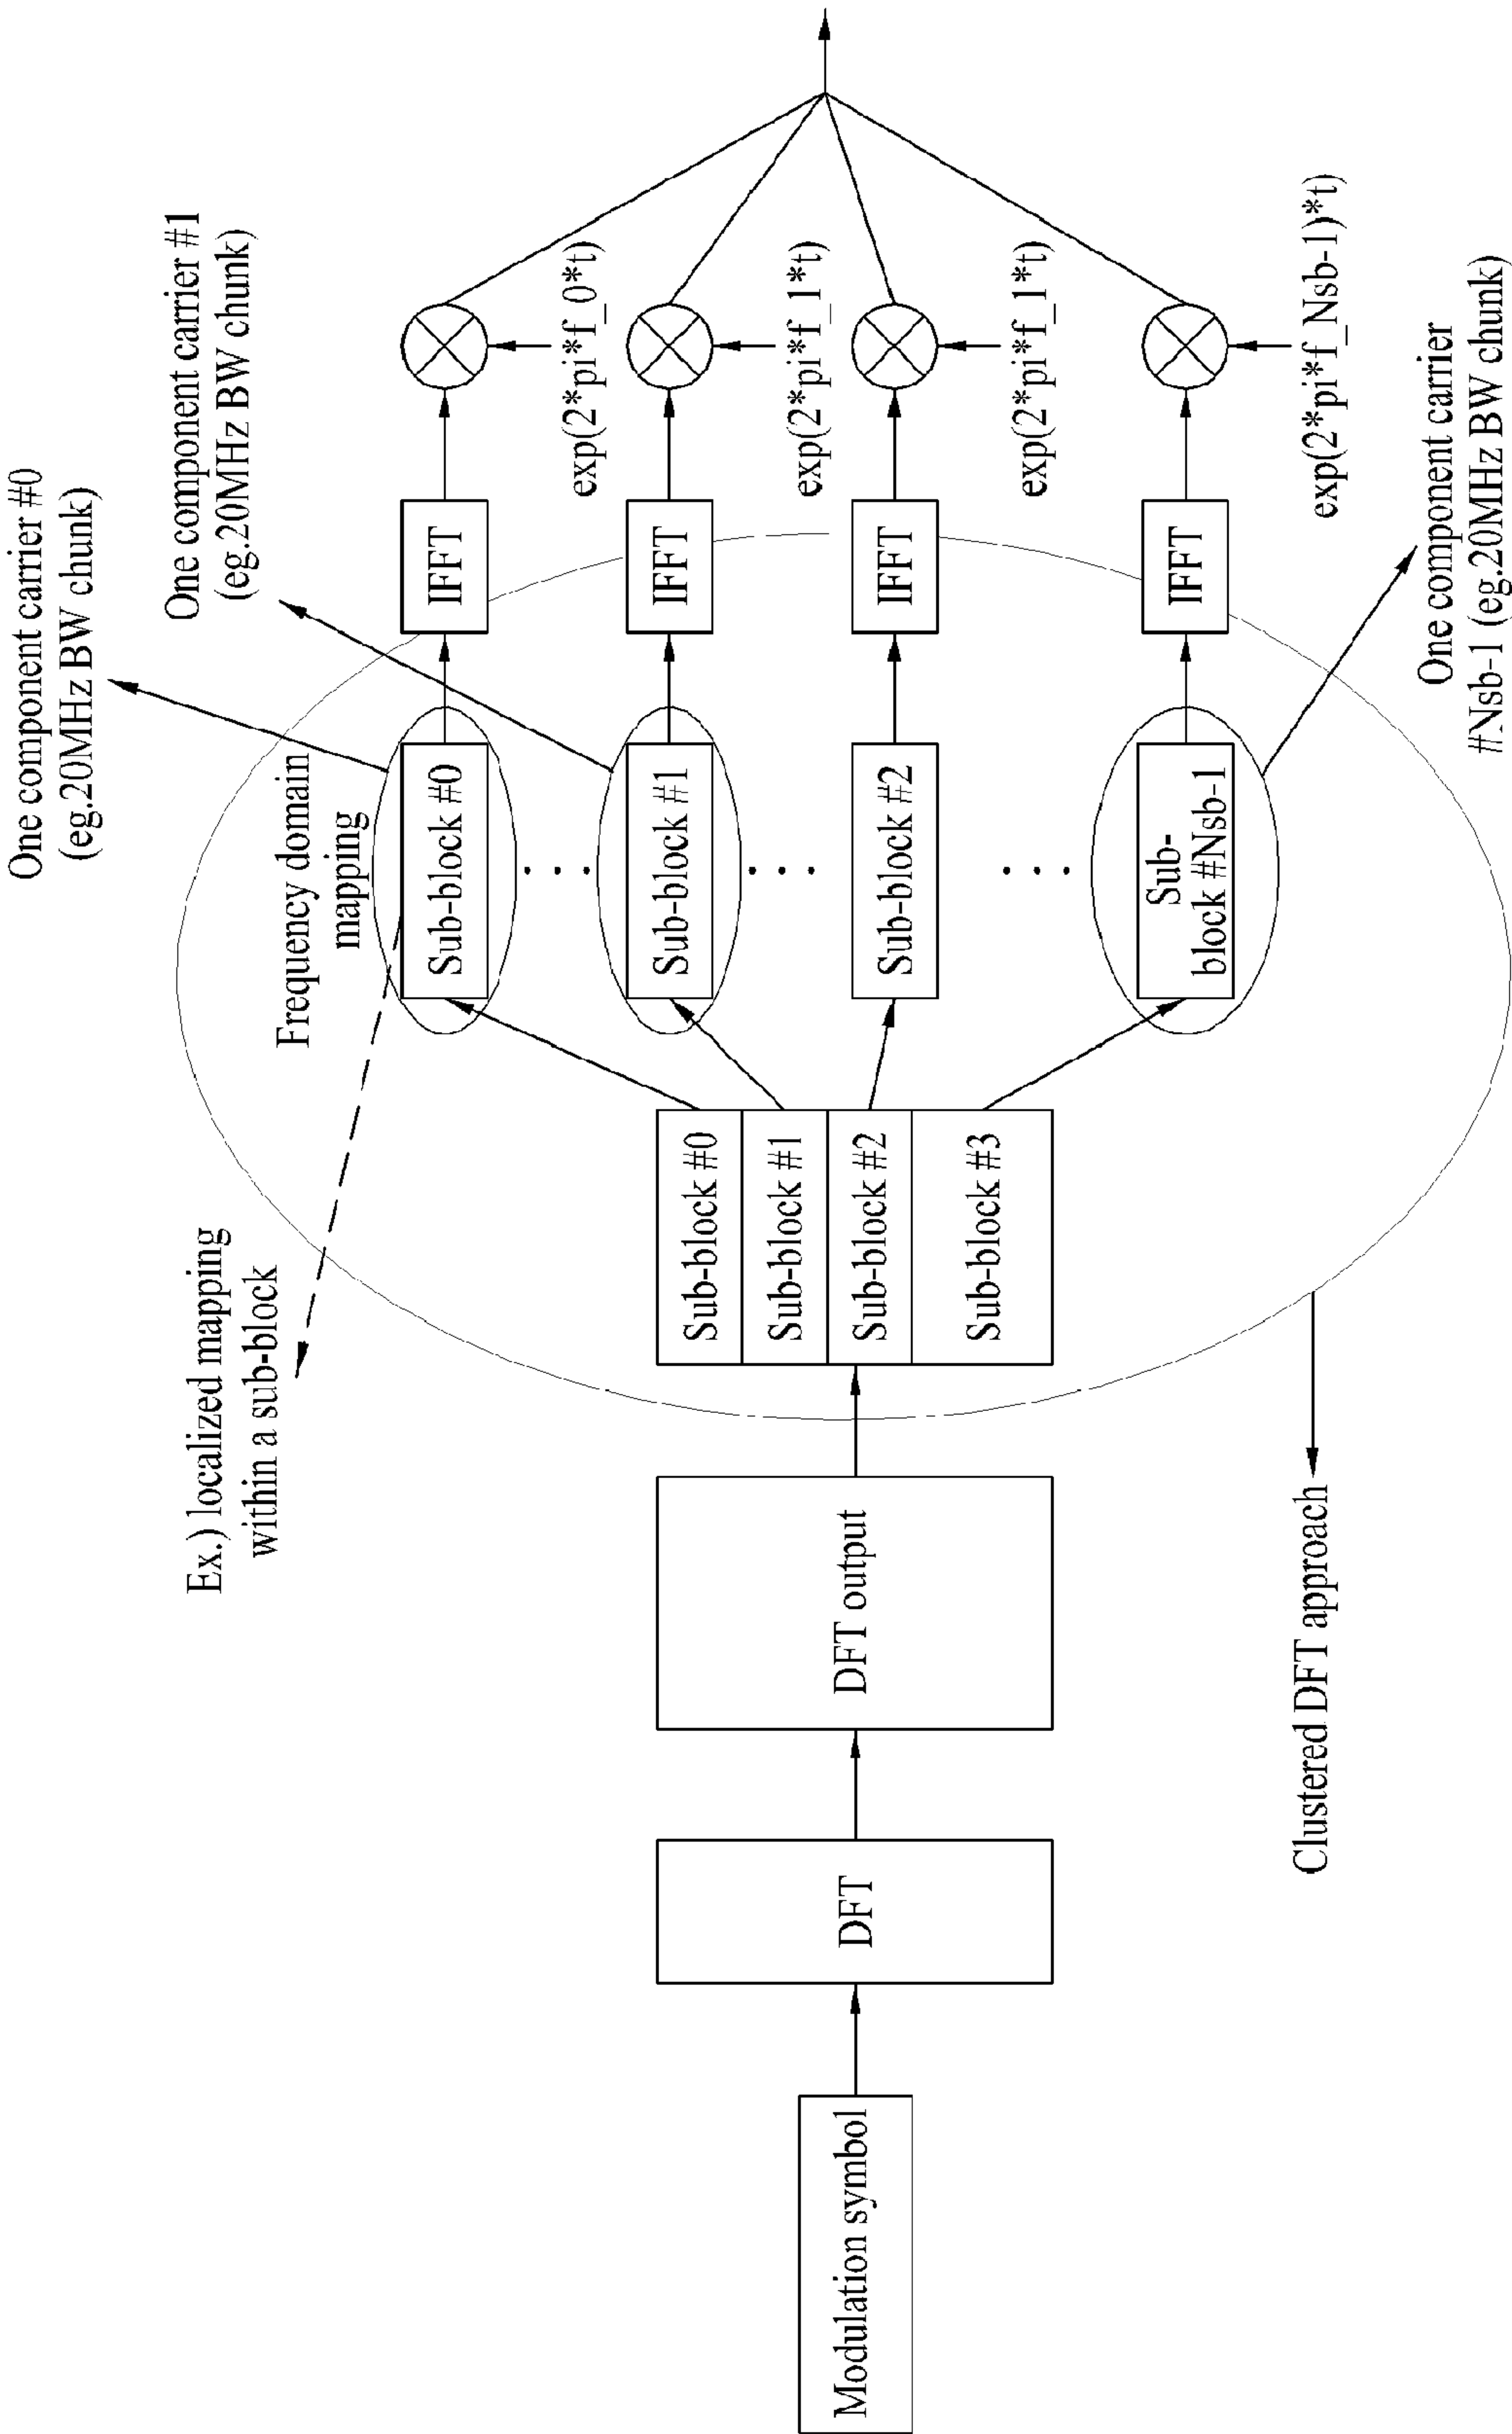 Modulation symbol
DFT
DFT output
Sub-block #0
Sub-block #1
Sub-block #2
Sub-block #3
Ex.) localized mapping
within a sub-block
Frequency domain
mapping
Sub-block #0
Sub-block #1
Sub-block #2
Sub-
block #Nsb-1
One component carrier #0
(eg.20MHz BW chunk)
One component carrier #1
(eg.20MHz BW chunk)
IFFT
IFFT
IFFT
IFFT
exp(2*pi*f_0*t)
exp(2*pi*f_1*t)
exp(2*pi*f_1*t)
exp(2*pi*f_Nsb-1)*t)
One component carrier
#Nsb-1 (eg.20MHz BW chunk)
Clustered DFT approach